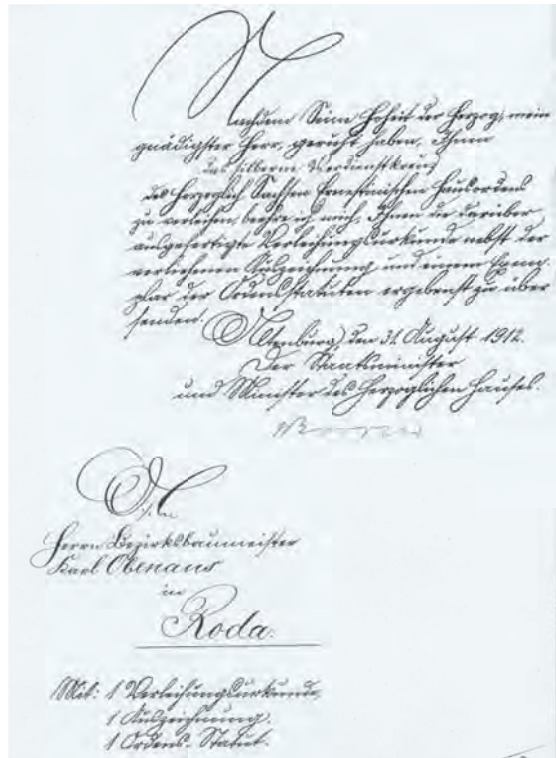 Nachdem Seine Hoheit der Herzog, mein
gnädigster Herr, geruht haben, Ihnen
das silberne Verdienstkreuz
des Herzoglich Sachsen Ernestinischen Hausordens
zu verleihen, beehre ich mich, Ihnen die darüber
ausgefertigte Verleihungsurkunde nebst der
verliehenen Auszeichnung und einem Exem-
plar der Ordensstatuten ergebenst zu über
senden.
Altenburg, den 31. August 1912.
Der Staatsminister
und Minister des Herzoglichen Hauses.
An
Herrn Bezirksbaumeister
Karl Obenaus
in
Roda.
Mit: 1 Verleihungsurkunde,
1 Auszeichnung,
1 Ordens-Statut.